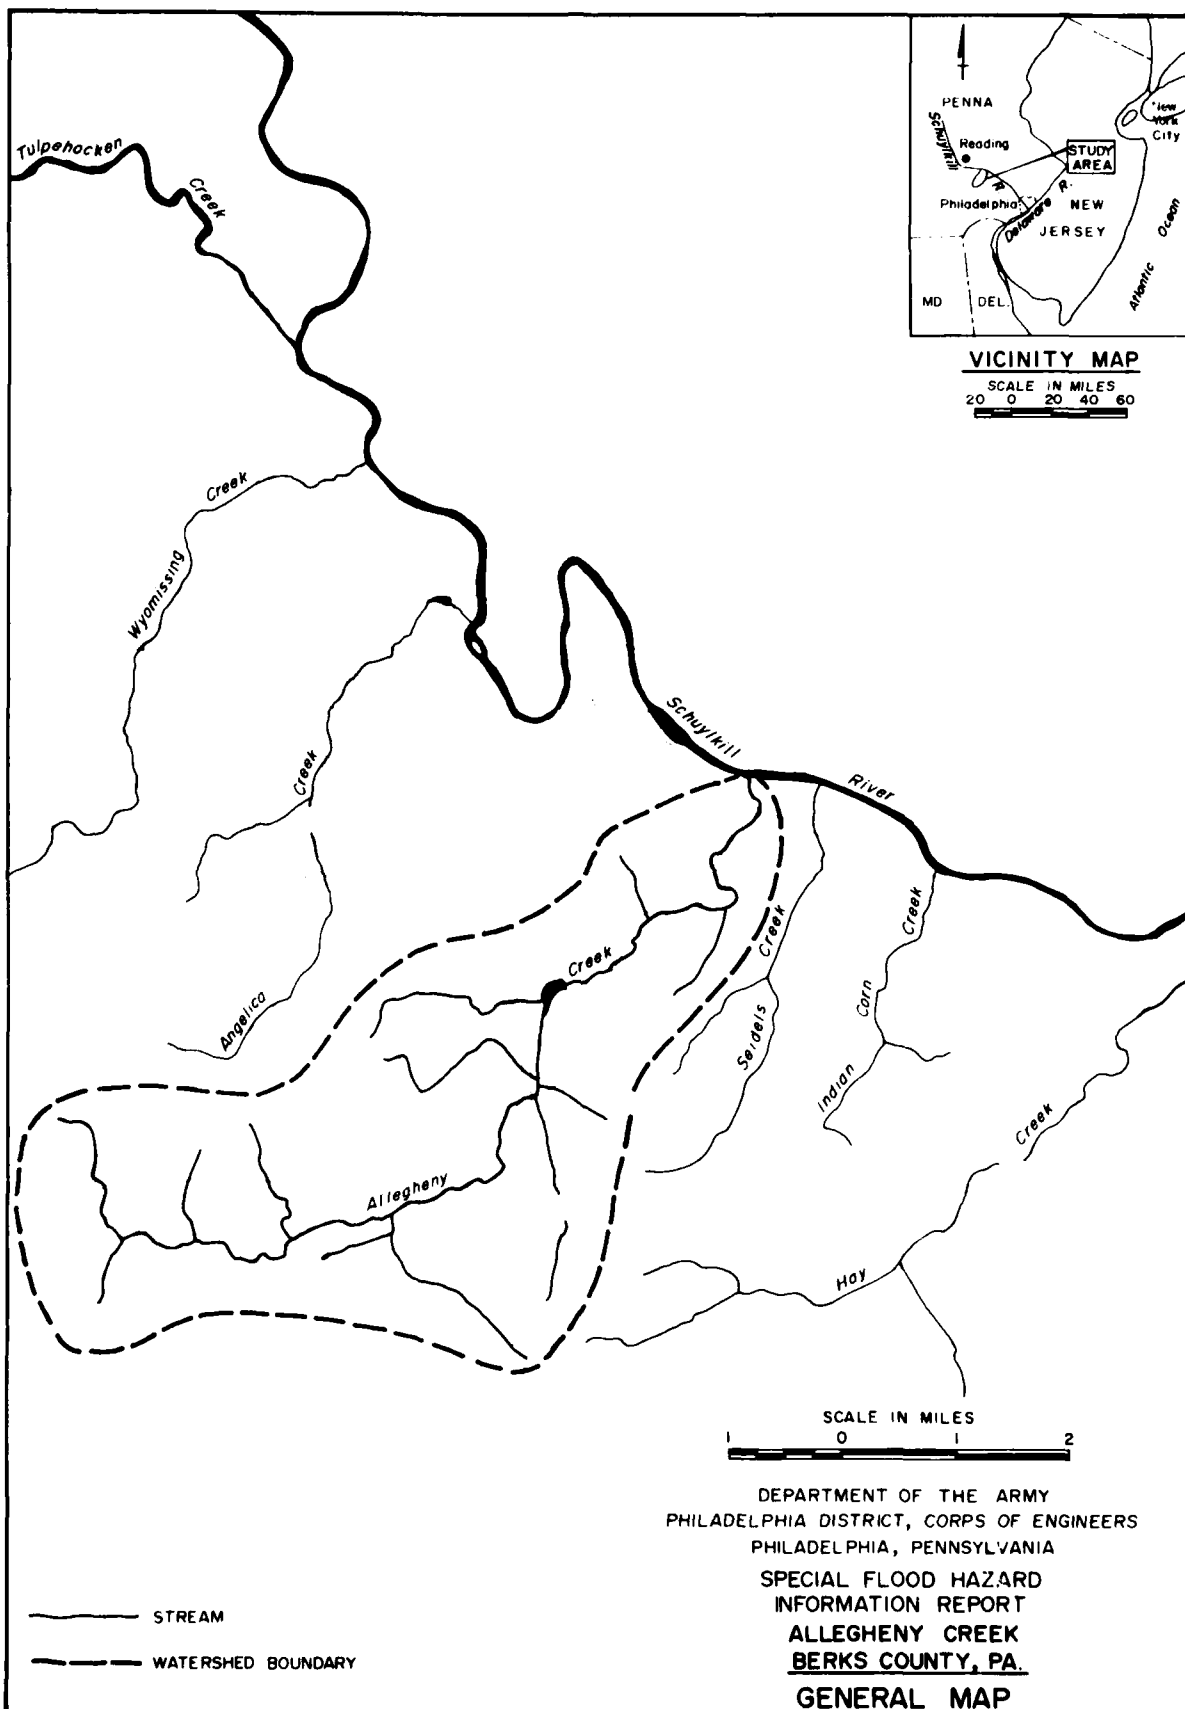 PENNA
Schuylkill
R.
Reading
New
York
City
STUDY
AREA
Philadelphia
Delaware R.
NEW
JERSEY
Atlantic Ocean
MD
DEL.
VICINITY MAP
SCALE IN MILES
20 0 20 40 60
Tulpehocken Creek
Wyomissing Creek
Angelica Creek
Schuylkill River
Allegheny Creek
Seidels Creek
Indian Corn Creek
Hay Creek
SCALE IN MILES
1 0 1 2
DEPARTMENT OF THE ARMY
PHILADELPHIA DISTRICT, CORPS OF ENGINEERS
PHILADELPHIA, PENNSYLVANIA
SPECIAL FLOOD HAZARD
INFORMATION REPORT
ALLEGHENY CREEK
BERKS COUNTY, PA.
GENERAL MAP
STREAM
WATERSHED BOUNDARY